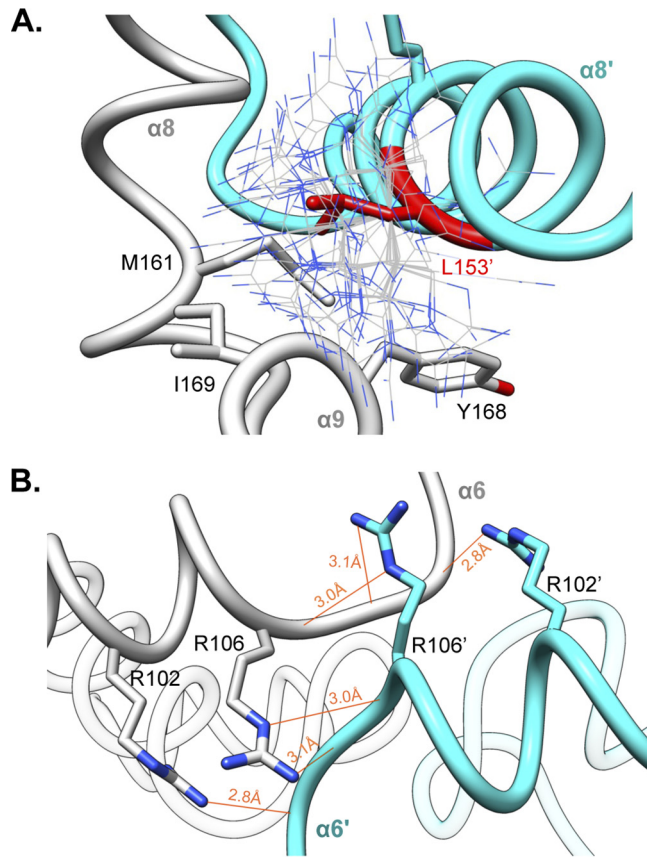 A.
α8'
α8
M161
L153’
I169
α9
Y168
B.
α6
3.1Å
2.8Å
3.0Å
R102’
R106
R106’
R102
3.0Å
3.1Å
2.8Å
α6'